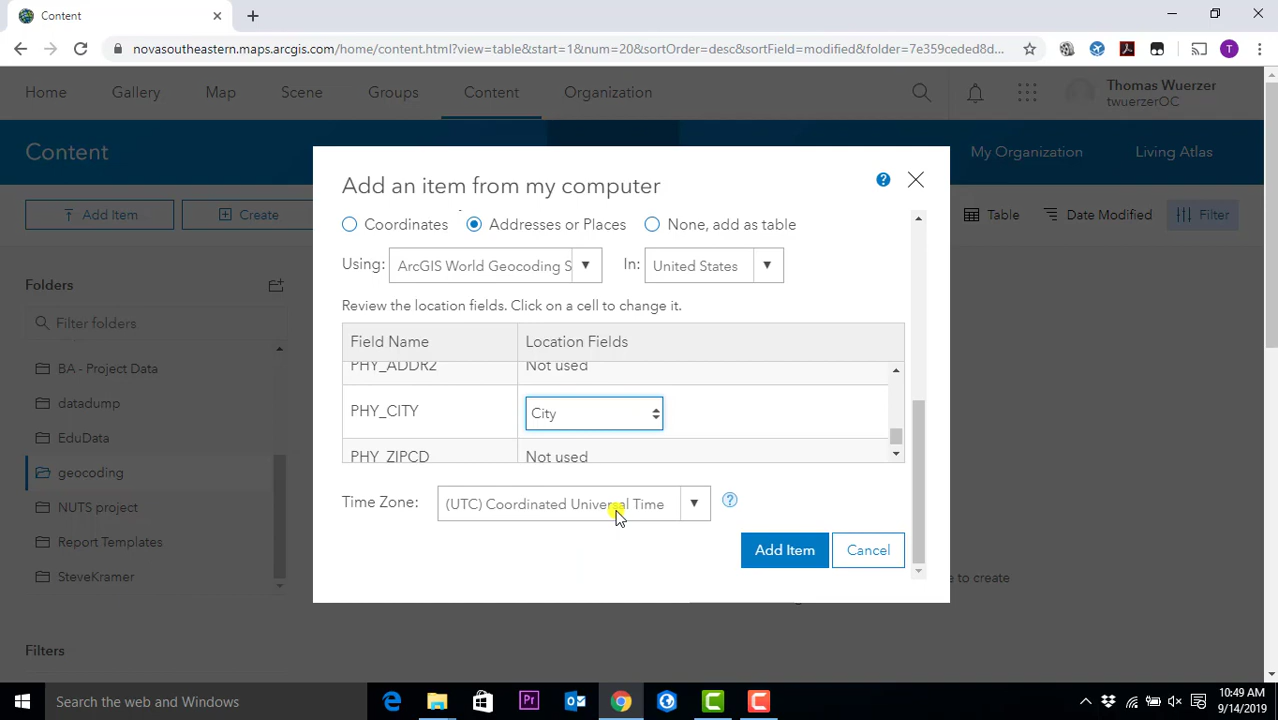 Content
novasoutheastern.maps.arcgis.com/home/content.html?view=table&start=1&num=20&sortOrder=desc&sortField=modified&folder=7e359ceded8d...
T
Home
Gallery
Map
Scene
Groups
Content
Organization
Thomas Wuerzer
twuerzerOC
Content
My Organization
Living Atlas
Add Item
Create
Table
Date Modified
Filter
Folders
Filter folders
BA - Project Data
datadump
EduData
geocoding
NUTS project
Report Templates
SteveKramer
Filters
Add an item from my computer
?
Coordinates
Addresses or Places
None, add as table
Using:
ArcGIS World Geocoding S
In:
United States
Review the location fields. Click on a cell to change it.
Field Name
Location Fields
PHY_ADDR2
Not used
PHY_CITY
City
PHY_ZIPCD
Not used
Time Zone:
(UTC) Coordinated Universal Time
?
Add Item
Cancel
e to create
Search the web and Windows
10:49 AM
9/14/2019